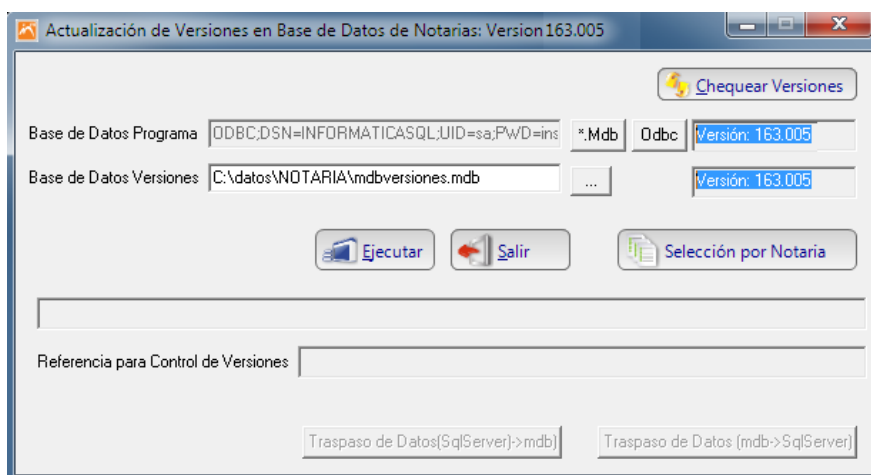 Actualización de Versiones en Base de Datos de Notarias: Version 163.005
Chequear Versiones
Base de Datos Programa ODBC;DSN=INFORMATICASQL;UID=sa;PWD=ins *.Mdb Odbc Versión: 163.005
Base de Datos Versiones C:\datos\NOTARIA\mdbversiones.mdb ... Versión: 163.005
Ejecutar Salir Selección por Notaria
Referencia para Control de Versiones
Traspaso de Datos(SqlServer)->mdb) Traspaso de Datos (mdb->SqlServer)